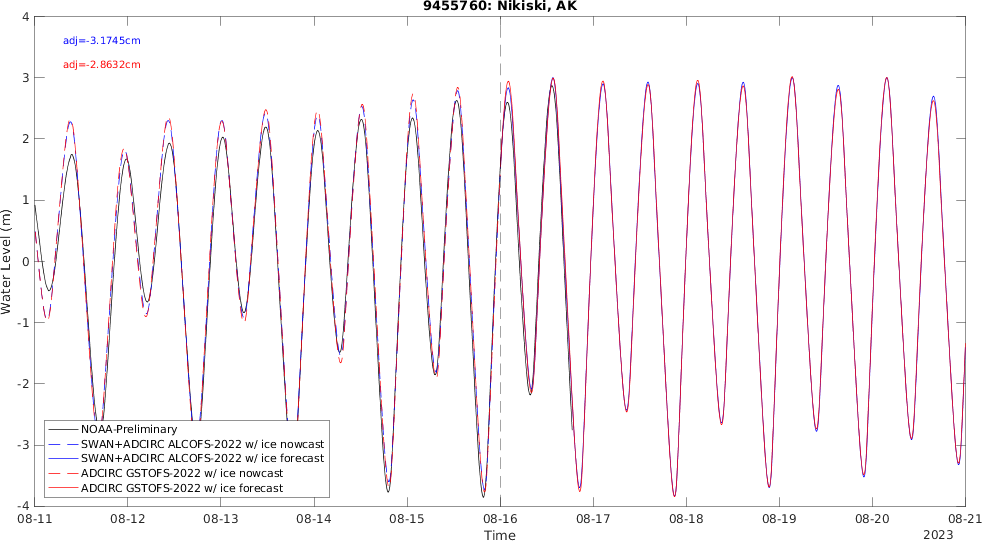 9455760: Nikiski, AK
adj=-3.1745cm
adj=-2.8632cm
4
3
2
1
0
-1
-2
-3
-4
Water Level (m)
NOAA-Preliminary
SWAN+ADCIRC ALCOFS-2022 w/ ice nowcast
SWAN+ADCIRC ALCOFS-2022 w/ ice forecast
ADCIRC GSTOFS-2022 w/ ice nowcast
ADCIRC GSTOFS-2022 w/ ice forecast
08-11 08-12 08-13 08-14 08-15 08-16 08-17 08-18 08-19 08-20 08-21
Time
2023